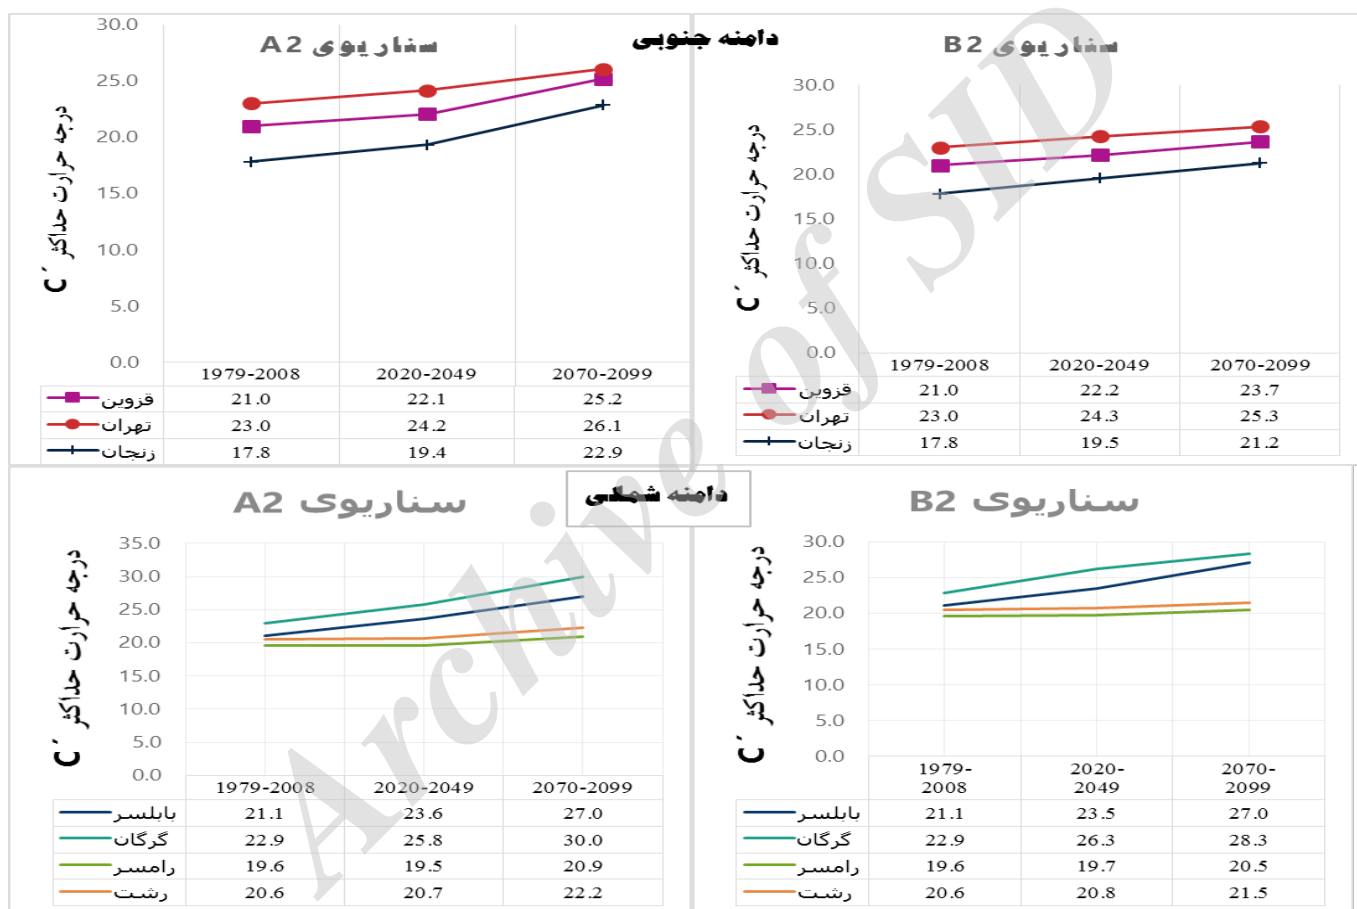 دامنه جنوبی
سناریوی A2
درجه حرارت حداکثر C´
30.0
25.0
20.0
15.0
10.0
5.0
0.0
1979-2008 2020-2049 2070-2099
قزوین 21.0 22.1 25.2
تهران 23.0 24.2 26.1
زنجان 17.8 19.4 22.9
سناریوی B2
درجه حرارت حداکثر C´
30.0
25.0
20.0
15.0
10.0
5.0
0.0
1979-2008 2020-2049 2070-2099
قزوین 21.0 22.2 23.7
تهران 23.0 24.3 25.3
زنجان 17.8 19.5 21.2
دامنه شمالی
سناریوی A2
درجه حرارت حداکثر C´
35.0
30.0
25.0
20.0
15.0
10.0
5.0
0.0
1979-2008 2020-2049 2070-2099
بابلسر 21.1 23.6 27.0
گرگان 22.9 25.8 30.0
رامسر 19.6 19.5 20.9
رشت 20.6 20.7 22.2
سناریوی B2
درجه حرارت حداکثر C´
30.0
25.0
20.0
15.0
10.0
5.0
0.0
1979- 2020- 2070-
2008 2049 2099
بابلسر 21.1 23.5 27.0
گرگان 22.9 26.3 28.3
رامسر 19.6 19.7 20.5
رشت 20.6 20.8 21.5
Archive of SID